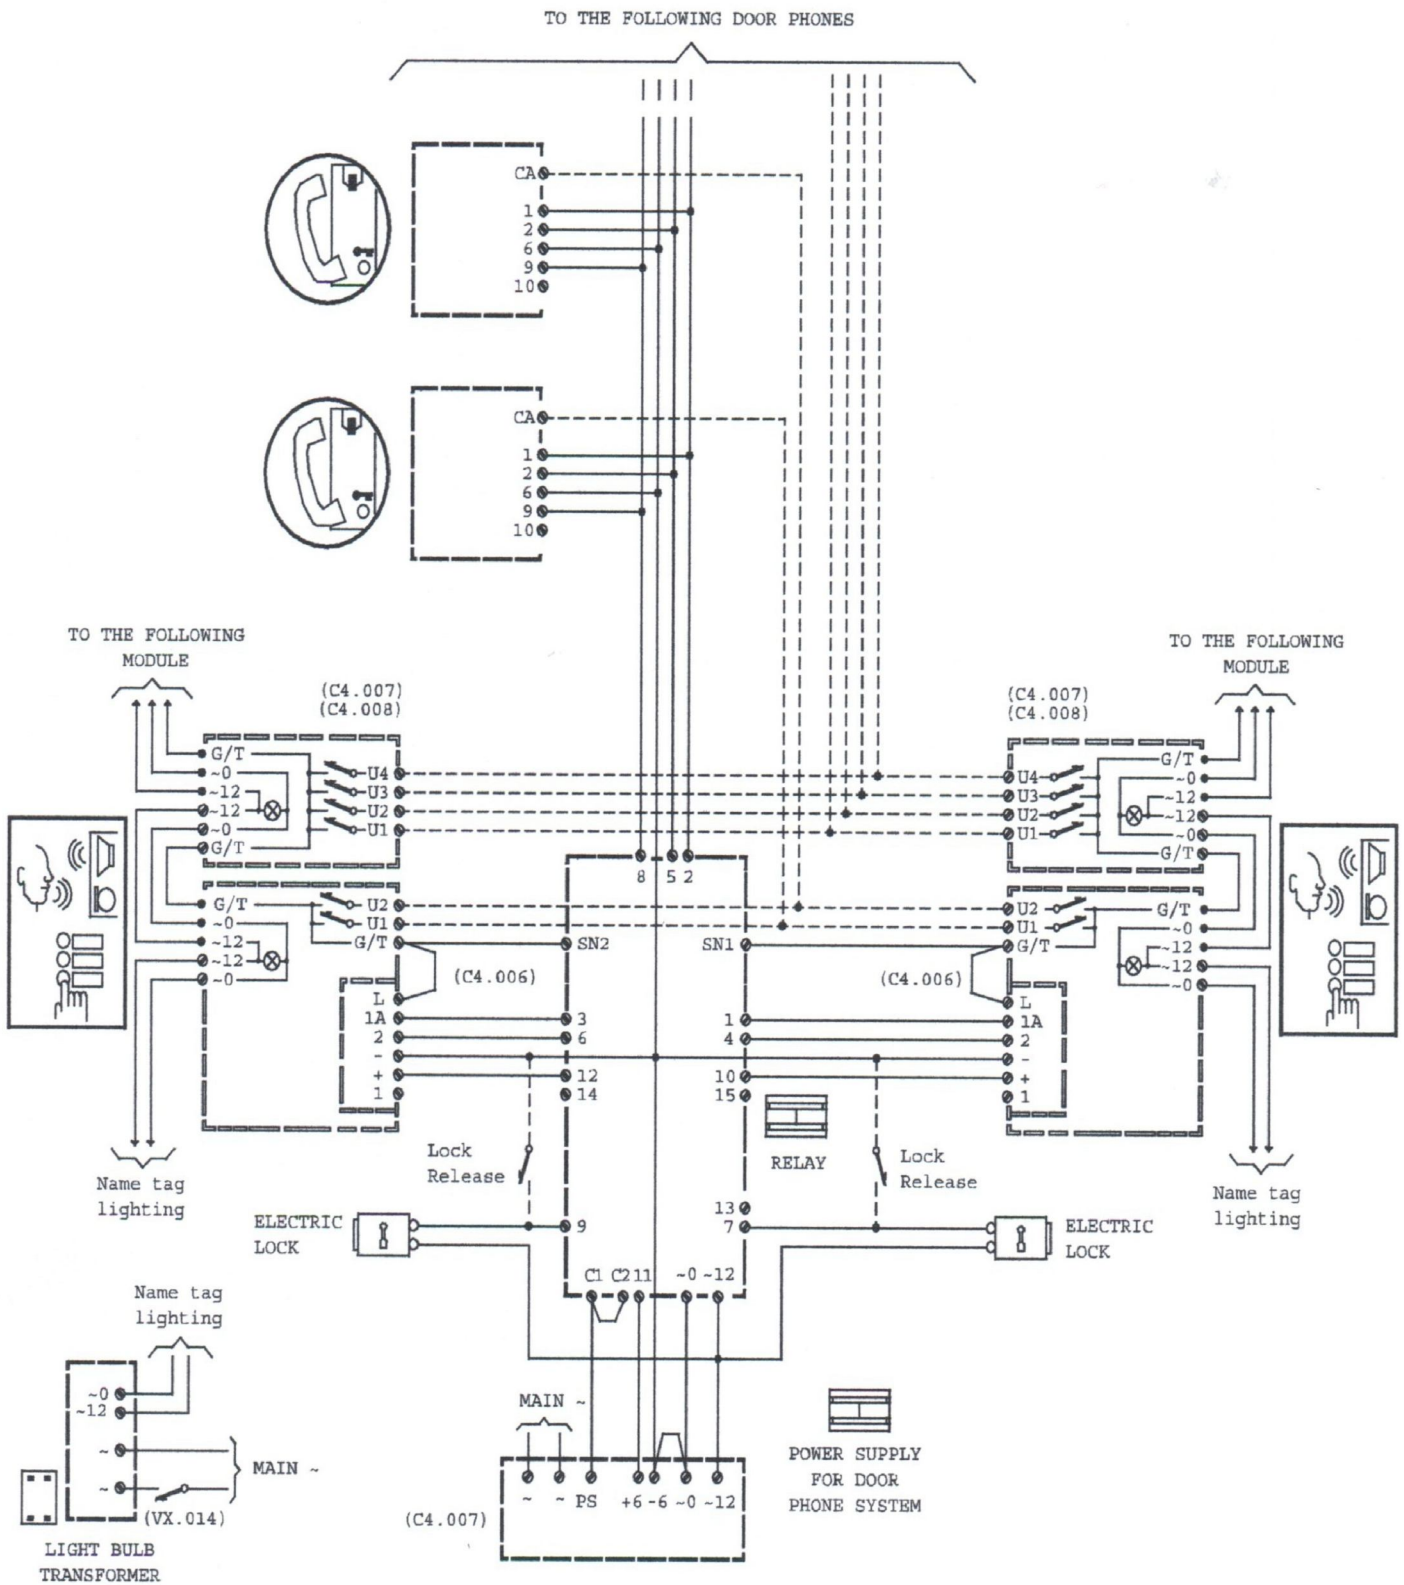 TO THE FOLLOWING DOOR PHONES
CA
1
2
6
9
10
CA
1
2
6
9
10
TO THE FOLLOWING
MODULE
(C4.007)
(C4.008)
G/T
~0
~12
~12
~0
G/T
U4
U3
U2
U1
G/T
~0
~12
~12
~0
U2
U1
G/T
(C4.006)
L
1A
2
-
+
1
Name tag
lighting
8 5 2
SN2 SN1
3
6
12
14
9
1
4
10
15
13
7
C1 C2 11 ~0 ~12
RELAY
Lock
Release
ELECTRIC
LOCK
Lock
Release
ELECTRIC
LOCK
TO THE FOLLOWING
MODULE
(C4.007)
(C4.008)
U4
U3
U2
U1
G/T
~0
~12
~12
~0
G/T
U2
U1
G/T
G/T
~0
~12
~12
~0
(C4.006)
L
1A
2
-
+
1
Name tag
lighting
Name tag
lighting
~0
~12
~
~
MAIN ~
(VX.014)
LIGHT BULB
TRANSFORMER
MAIN ~
~ ~ PS +6 -6 ~0 ~12
(C4.007)
POWER SUPPLY
FOR DOOR
PHONE SYSTEM